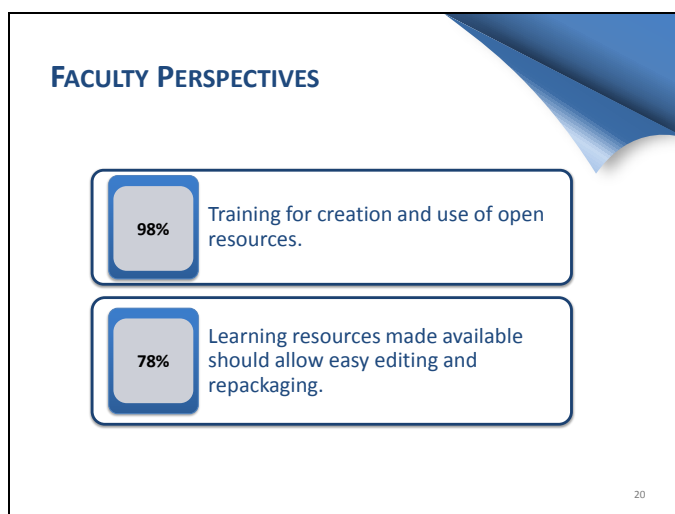 FACULTY PERSPECTIVES
98%
Training for creation and use of open
resources.
78%
Learning resources made available
should allow easy editing and
repackaging.
20